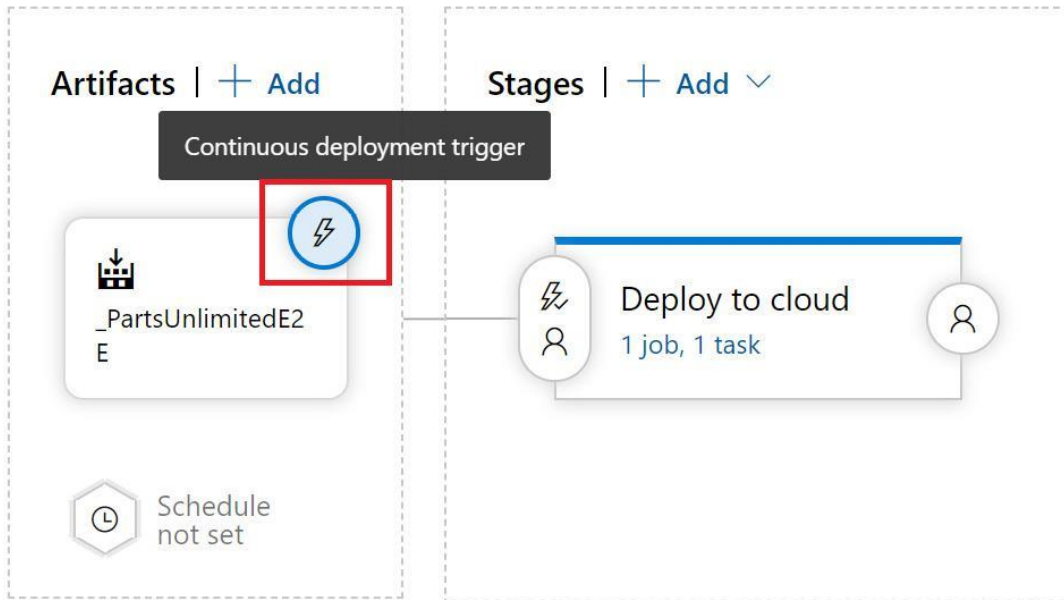 Artifacts | + Add
Stages | + Add
Continuous deployment trigger
_PartsUnlimitedE2
E
Deploy to cloud
1 job, 1 task
Schedule
not set